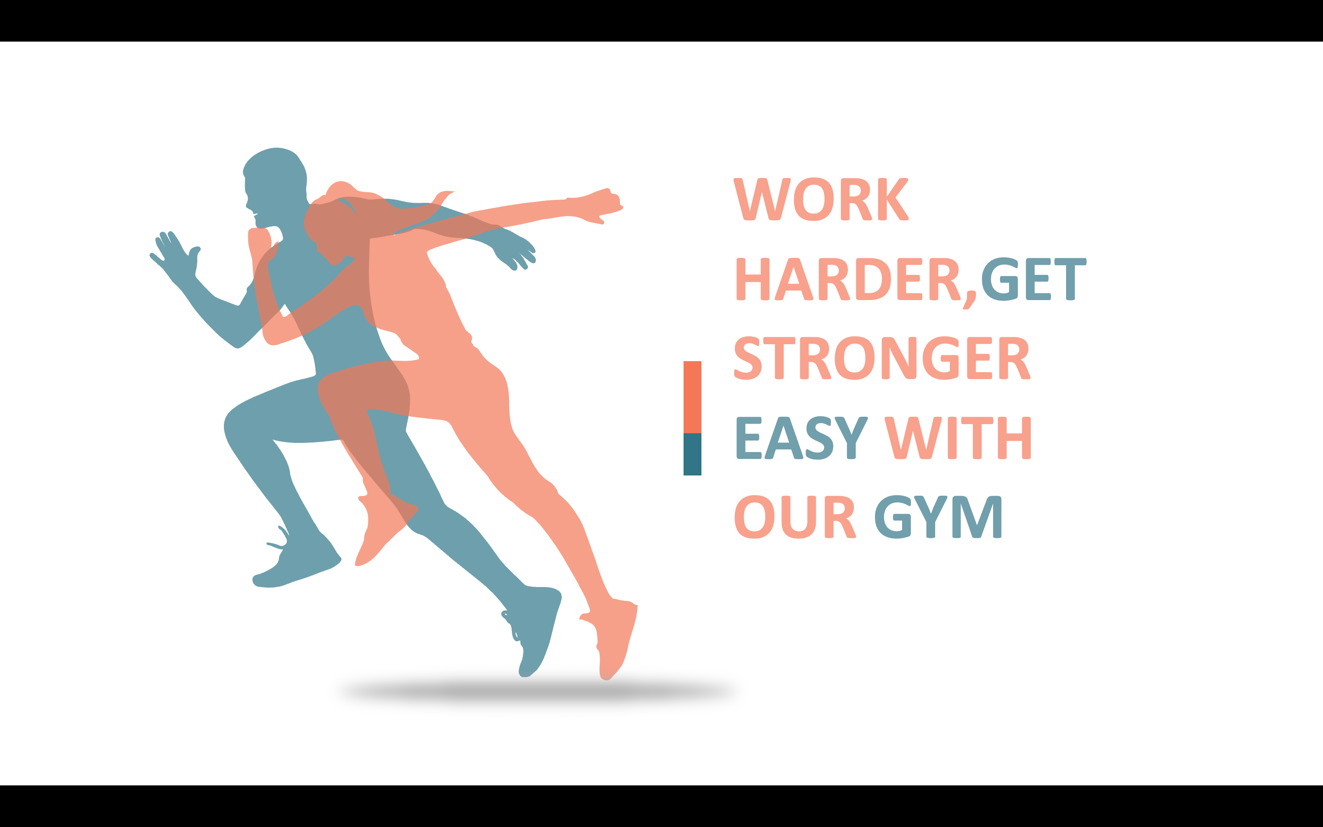 WORK
HARDER,GET
STRONGER
EASY WITH
OUR GYM